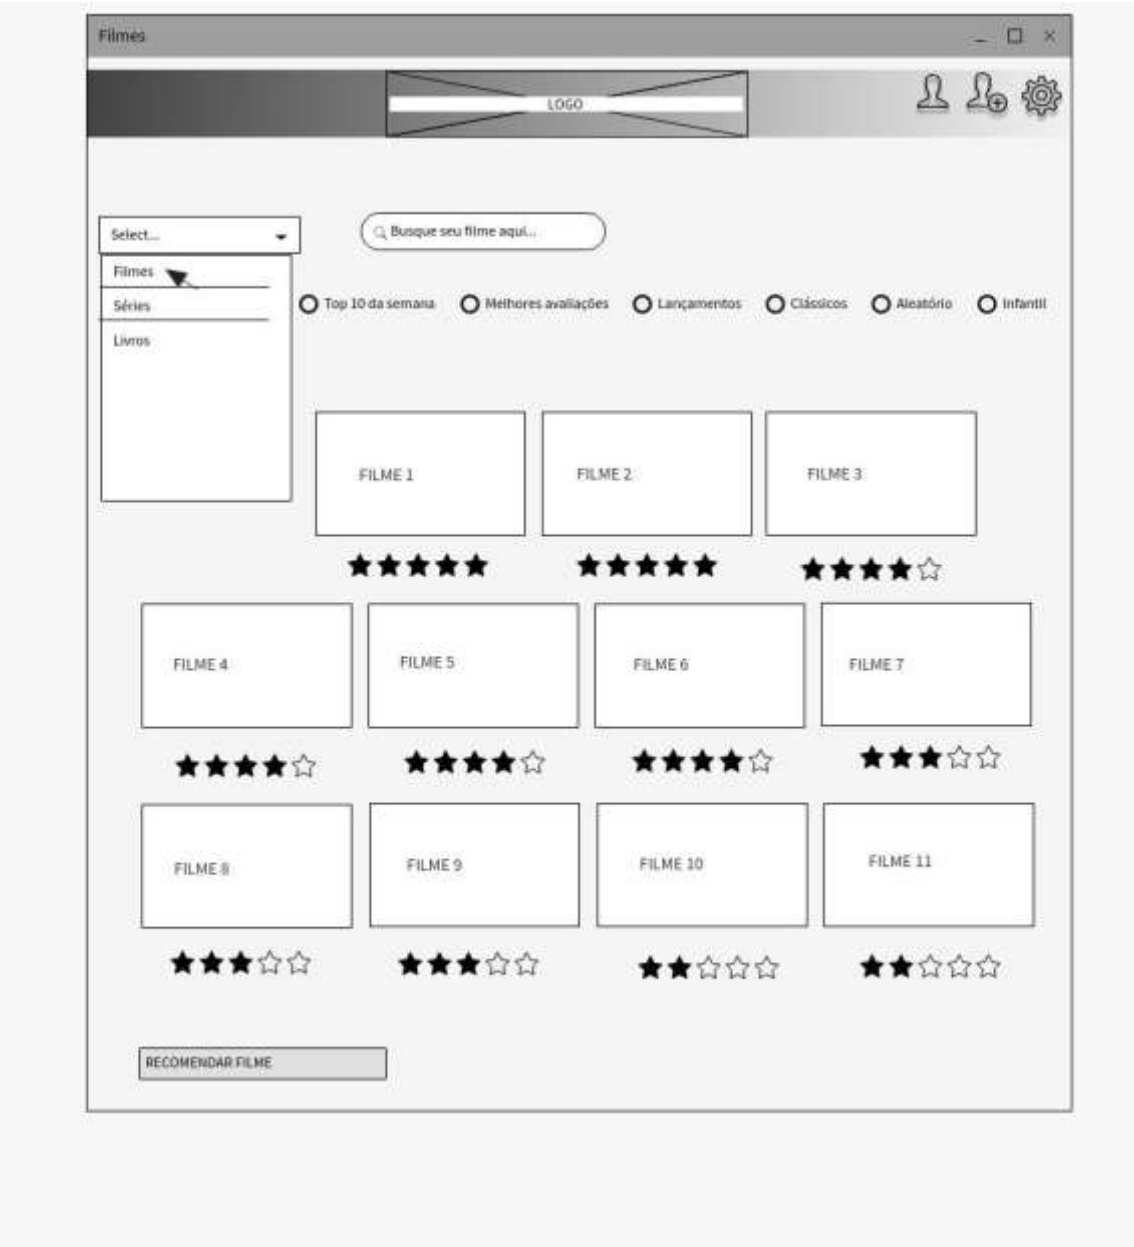 Filmes
LOGO
Select...
Busque seu filme aqui...
Filmes
Séries
Livros
Top 10 da semana
Melhores avaliações
Lançamentos
Clássicos
Aleatório
Infantil
FILME 1
FILME 2
FILME 3
FILME 4
FILME 5
FILME 6
FILME 7
FILME 8
FILME 9
FILME 10
FILME 11
RECOMENDAR FILME